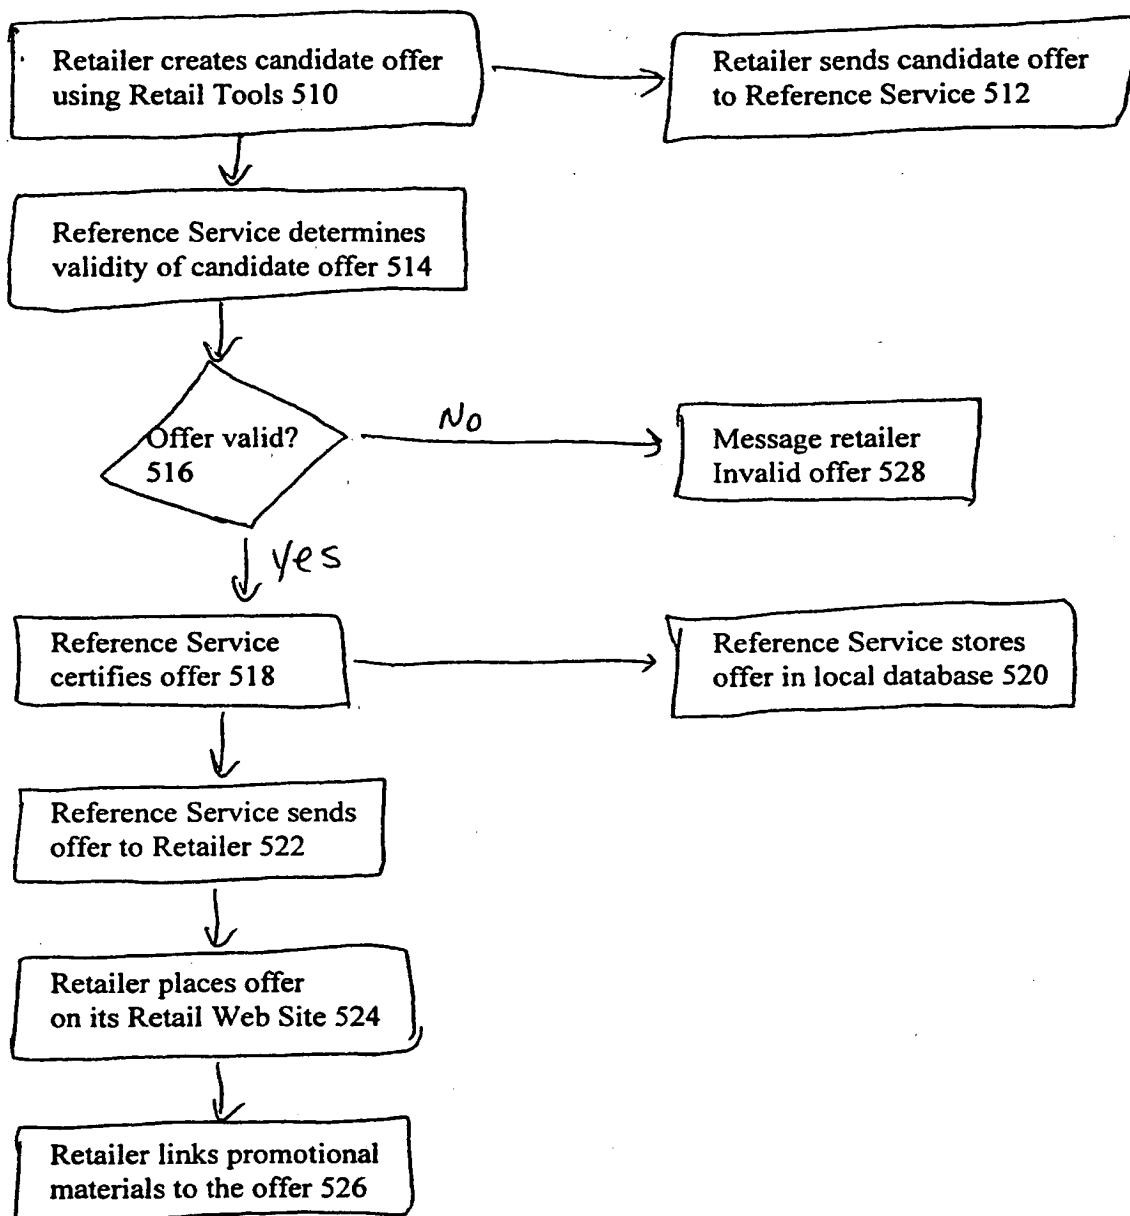 Retailer creates candidate offer
using Retail Tools 510
Retailer sends candidate offer
to Reference Service 512
Reference Service determines
validity of candidate offer 514
Offer valid?
516
No
Message retailer
Invalid offer 528
yes
Reference Service
certifies offer 518
Reference Service stores
offer in local database 520
Reference Service sends
offer to Retailer 522
Retailer places offer
on its Retail Web Site 524
Retailer links promotional
materials to the offer 526